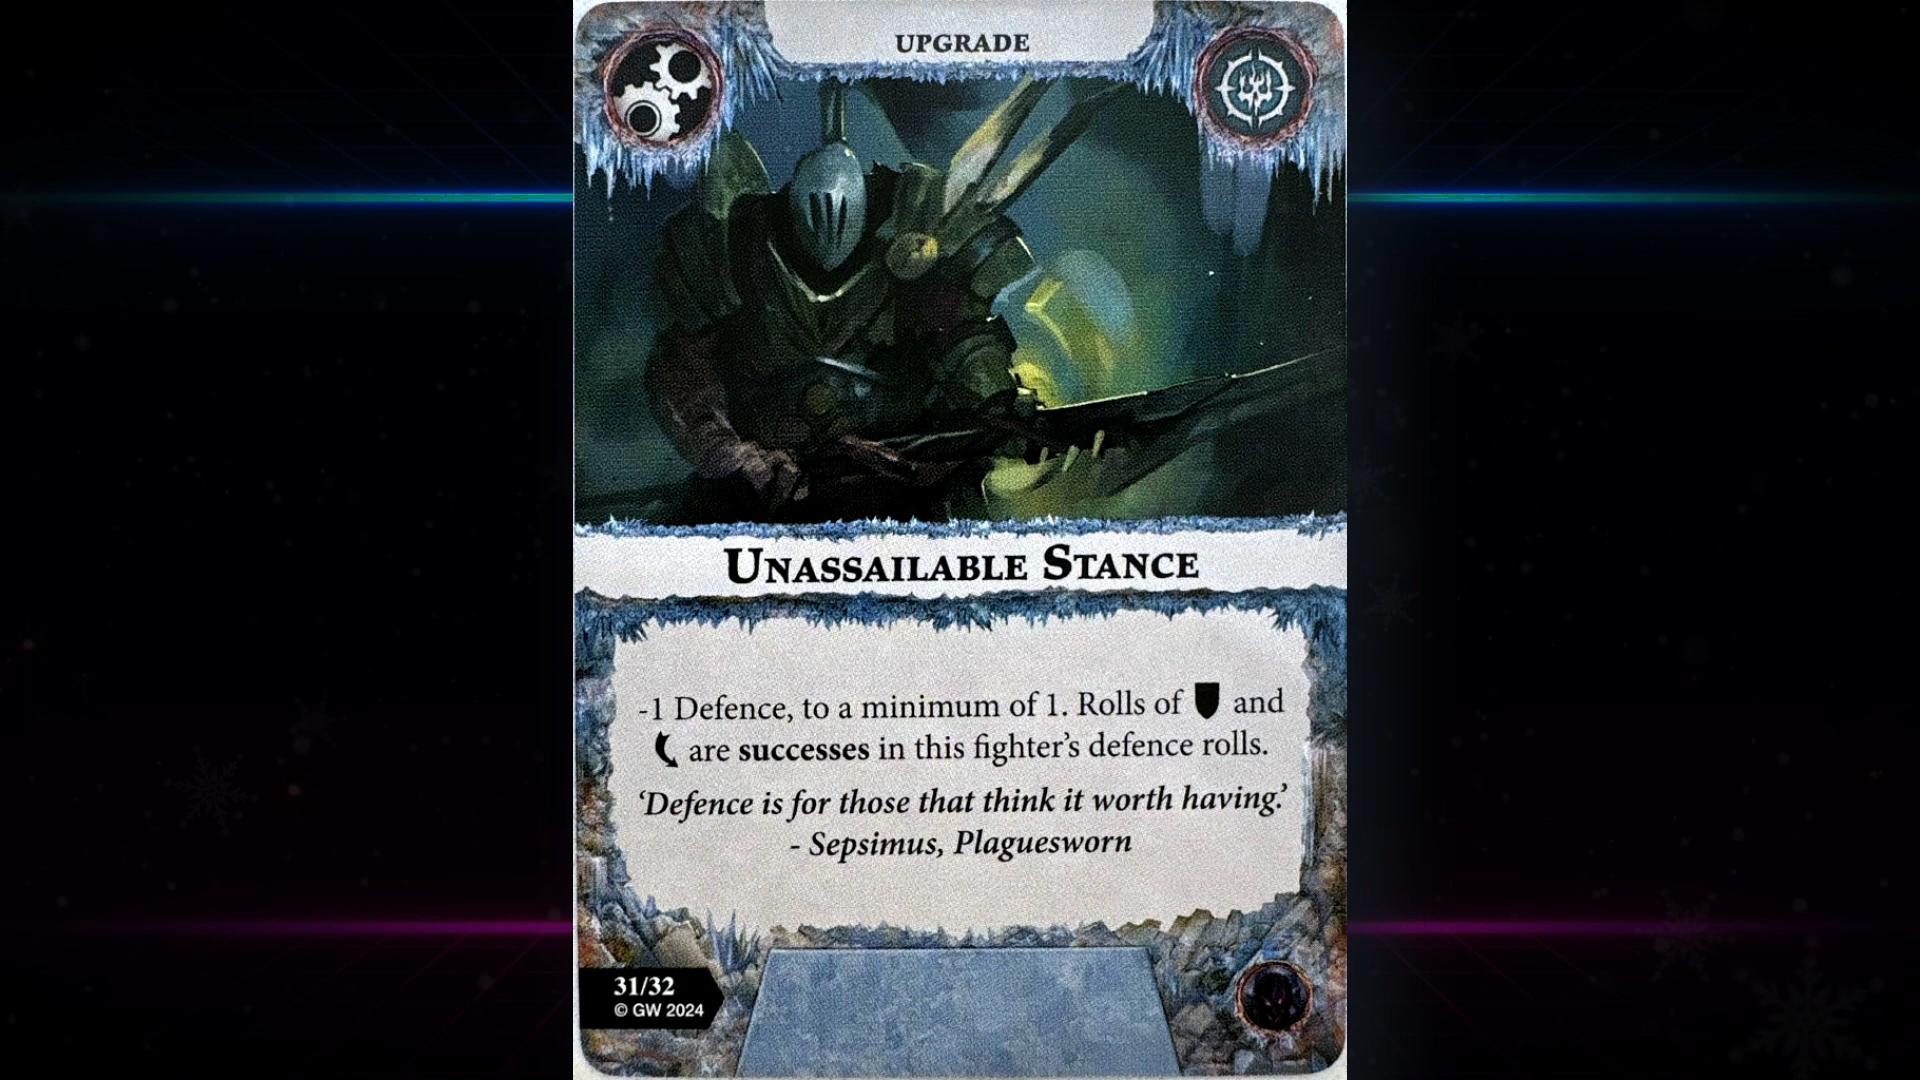 UPGRADE
UNASSAILABLE STANCE
-1 Defence, to a minimum of 1. Rolls of and
are successes in this fighter's defence rolls.
‘Defence is for those that think it worth having.’
- Sepsimus, Plaguesworn
31/32
© GW 2024